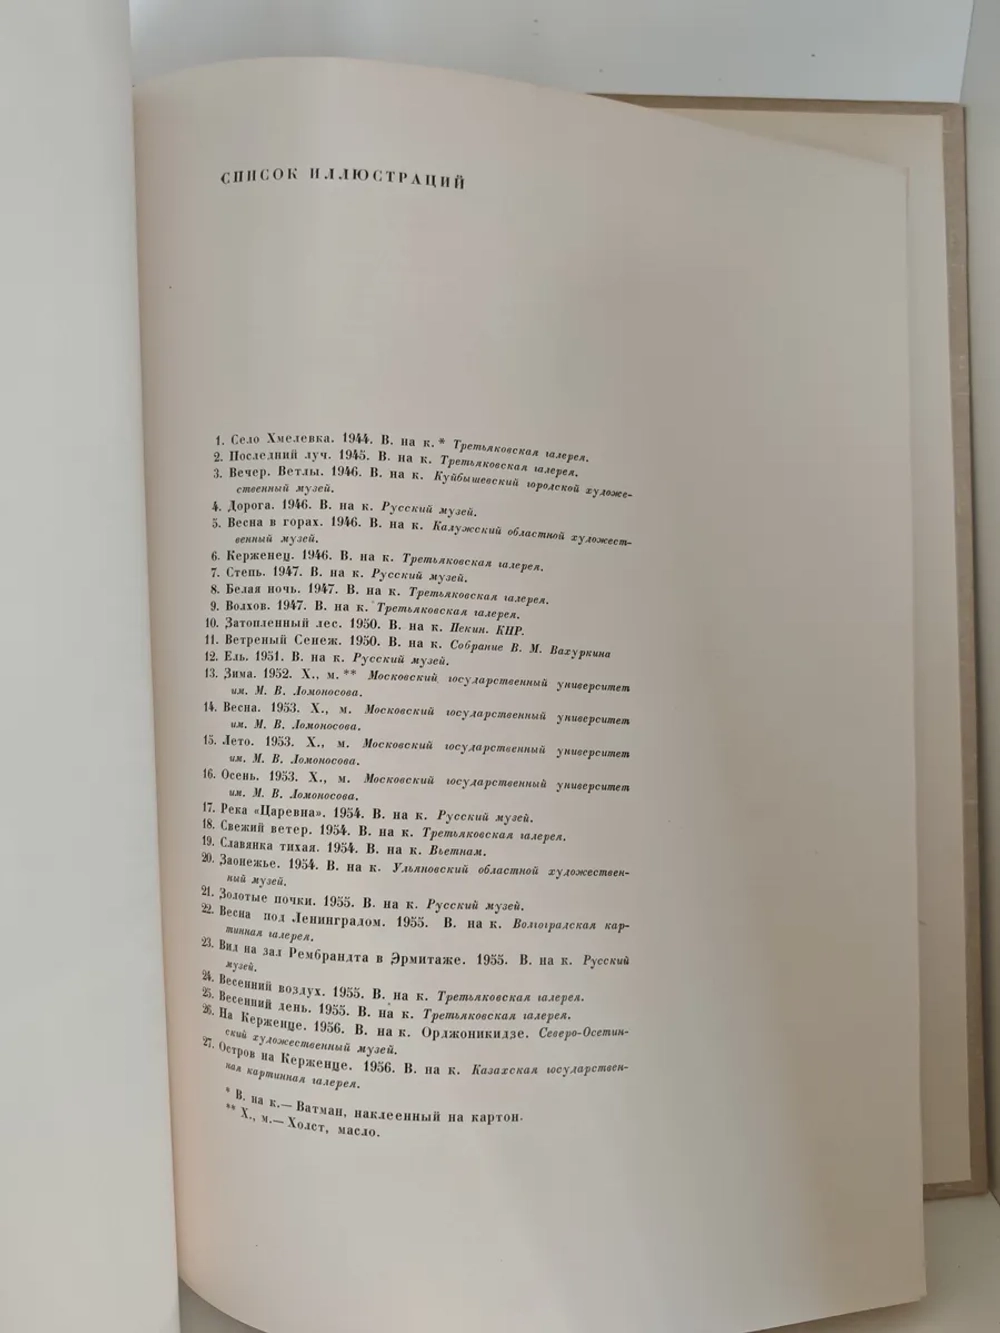 СПИСОК ИЛЛЮСТРАЦИЙ
1. Село Хмелевка. 1944. В. на к.* Третьяковская галерея.
2. Последний луч. 1945. В. на к. Третьяковская галерея.
3. Вечер. Ветлы. 1946. В. на к. Куйбышевский городской художе-
ственный музей.
4. Дорога. 1946. В. на к. Русский музей.
5. Весна в горах. 1946. В. на к. Калужский областной художест-
венный музей.
6. Керженец. 1946. В. на к. Третьяковская галерея.
7. Степь. 1947. В. на к. Русский музей.
8. Белая ночь. 1947. В. на к. Третьяковская галерея.
9. Волхов. 1947. В. на к. Третьяковская галерея.
10. Затопленный лес. 1950. В. на к. Пекин. КНР.
11. Ветреный Сенеж. 1950. В. на к. Собрание В. М. Вахуркина
12. Ель. 1951. В. на к. Русский музей.
13. Зима. 1952. Х., м.** Московский государственный университет
им. М. В. Ломоносова.
14. Весна. 1953. Х., м. Московский государственный университет
им. М. В. Ломоносова.
15. Лето. 1953. Х., м. Московский государственный университет
им. М. В. Ломоносова.
16. Осень. 1953. Х., м. Московский государственный университет
им. М. В. Ломоносова.
17. Река «Царевна». 1954. В. на к. Русский музей.
18. Свежий ветер. 1954. В. на к. Третьяковская галерея.
19. Славянка тихая. 1954. В. на к. Вьетнам.
20. Заонежье. 1954. В. на к. Ульяновский областной художествен-
ный музей.
21. Золотые почки. 1955. В. на к. Русский музей.
22. Весна под Ленинградом. 1955. В. на к. Волгоградская кар-
тинная галерея.
23. Вид на зал Рембрандта в Эрмитаже. 1955. В. на к. Русский
музей.
24. Весенний воздух. 1955. В. на к. Третьяковская галерея.
25. Весенний день. 1955. В. на к. Третьяковская галерея.
26. На Керженце. 1956. В. на к. Орджоникидзе. Северо-Осетин-
ский художественный музей.
27. Остров на Керженце. 1956. В. на к. Казахская государствен-
ная картинная галерея.
* В. на к.— Ватман, наклеенный на картон.
** Х., м.— Холст, масло.